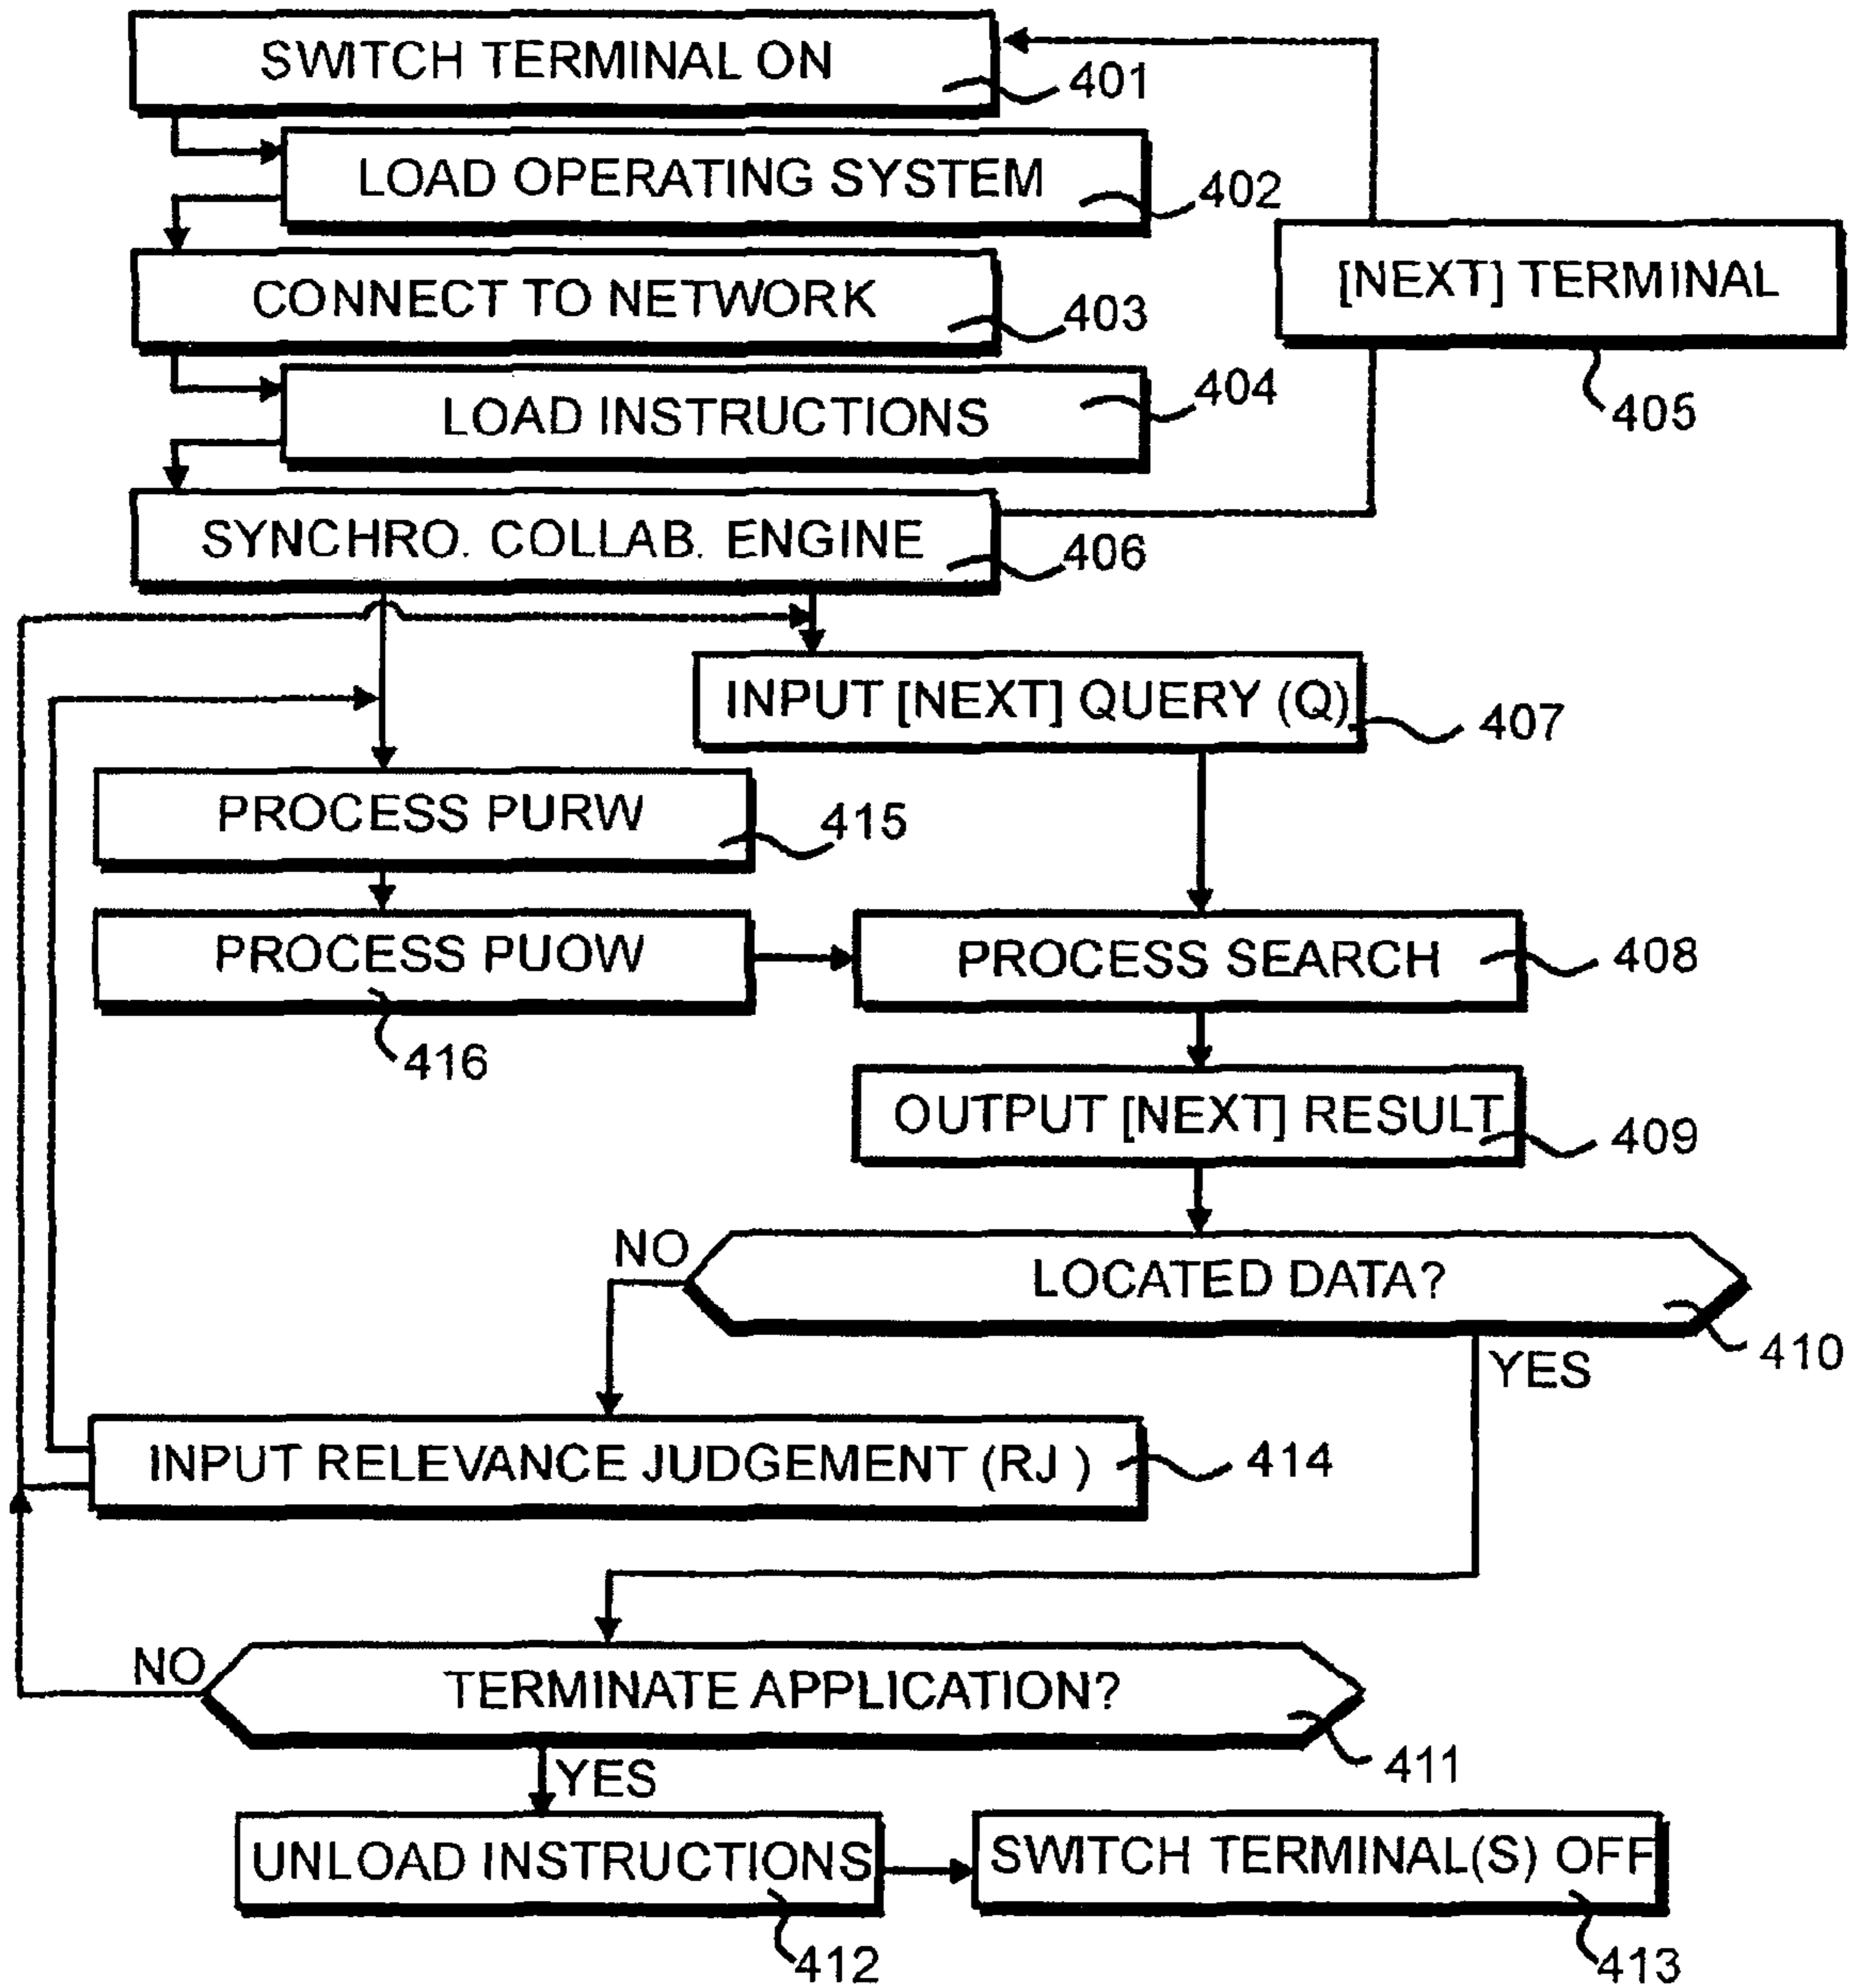 SWITCH TERMINAL ON
401
LOAD OPERATING SYSTEM
402
[NEXT] TERMINAL
405
CONNECT TO NETWORK
403
LOAD INSTRUCTIONS
404
SYNCHRO. COLLAB. ENGINE
406
INPUT [NEXT] QUERY (Q)
407
PROCESS PURW
415
PROCESS PUOW
416
PROCESS SEARCH
408
OUTPUT [NEXT] RESULT
409
NO
LOCATED DATA?
410
YES
INPUT RELEVANCE JUDGEMENT (RJ )
414
NO
TERMINATE APPLICATION?
411
YES
UNLOAD INSTRUCTIONS
412
SWITCH TERMINAL(S) OFF
413